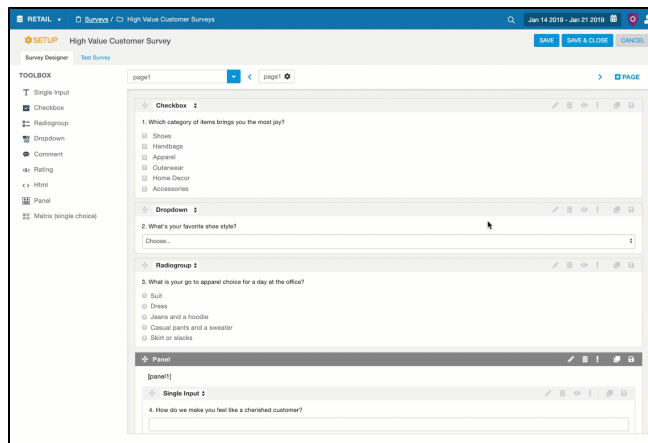 RETAIL
Surveys / High Value Customer Surveys
Jan 14 2019 - Jan 21 2019
SETUP High Value Customer Survey
SAVE SAVE & CLOSE CANCEL
Survey Designer Test Survey
TOOLBOX
page1
page1
PAGE
Single Input
Checkbox
Radiogroup
Dropdown
Comment
Rating
Html
Panel
Matrix (single choice)
Checkbox
1. Which category of items brings you the most joy?
Shoes
Handbags
Apparel
Outerwear
Home Decor
Accessories
Dropdown
2. What's your favorite shoe style?
Choose...
Radiogroup
3. What is your go to apparel choice for a day at the office?
Suit
Dress
Jeans and a hoodie
Casual pants and a sweater
Skirt or slacks
Panel
[panel1]
Single Input
4. How do we make you feel like a cherished customer?